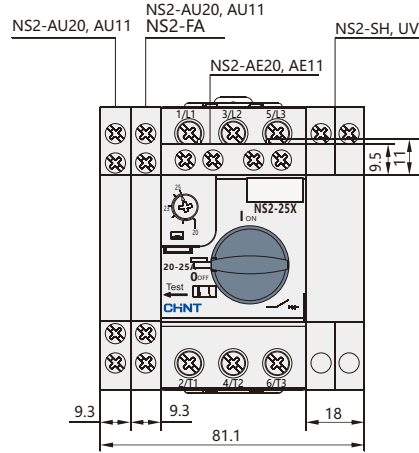 NS2-AU20, AU11
NS2-AU20, AU11
NS2-FA
NS2-SH, UV
NS2-AE20, AE11
1/L1 3/L2 5/L3
9.5
11
25
23
20
NS2-25X
I ON
20-25A
0OFF
Test
CHNT
2/T1 4/T2 6/T3
9.3
9.3
18
81.1